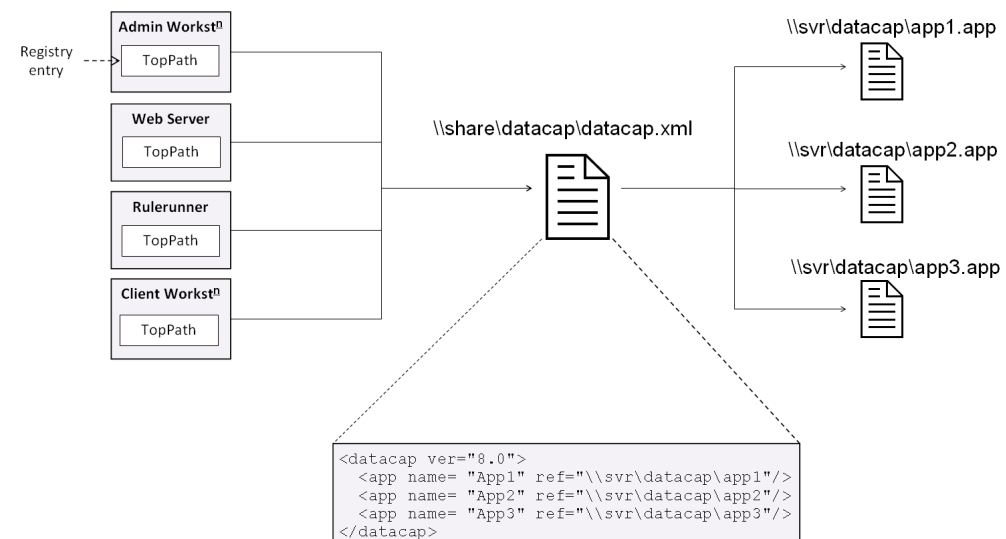 Admin Workstn
Registry
entry
TopPath
Web Server
TopPath
Rulerunner
TopPath
Client Workstn
TopPath
\\share\datacap\datacap.xml
\\svr\datacap\app1.app
\\svr\datacap\app2.app
\\svr\datacap\app3.app
<datacap ver="8.0">
<app name= "App1" ref="\\svr\datacap\app1"/>
<app name= "App2" ref="\\svr\datacap\app2"/>
<app name= "App3" ref="\\svr\datacap\app3"/>
</datacap>